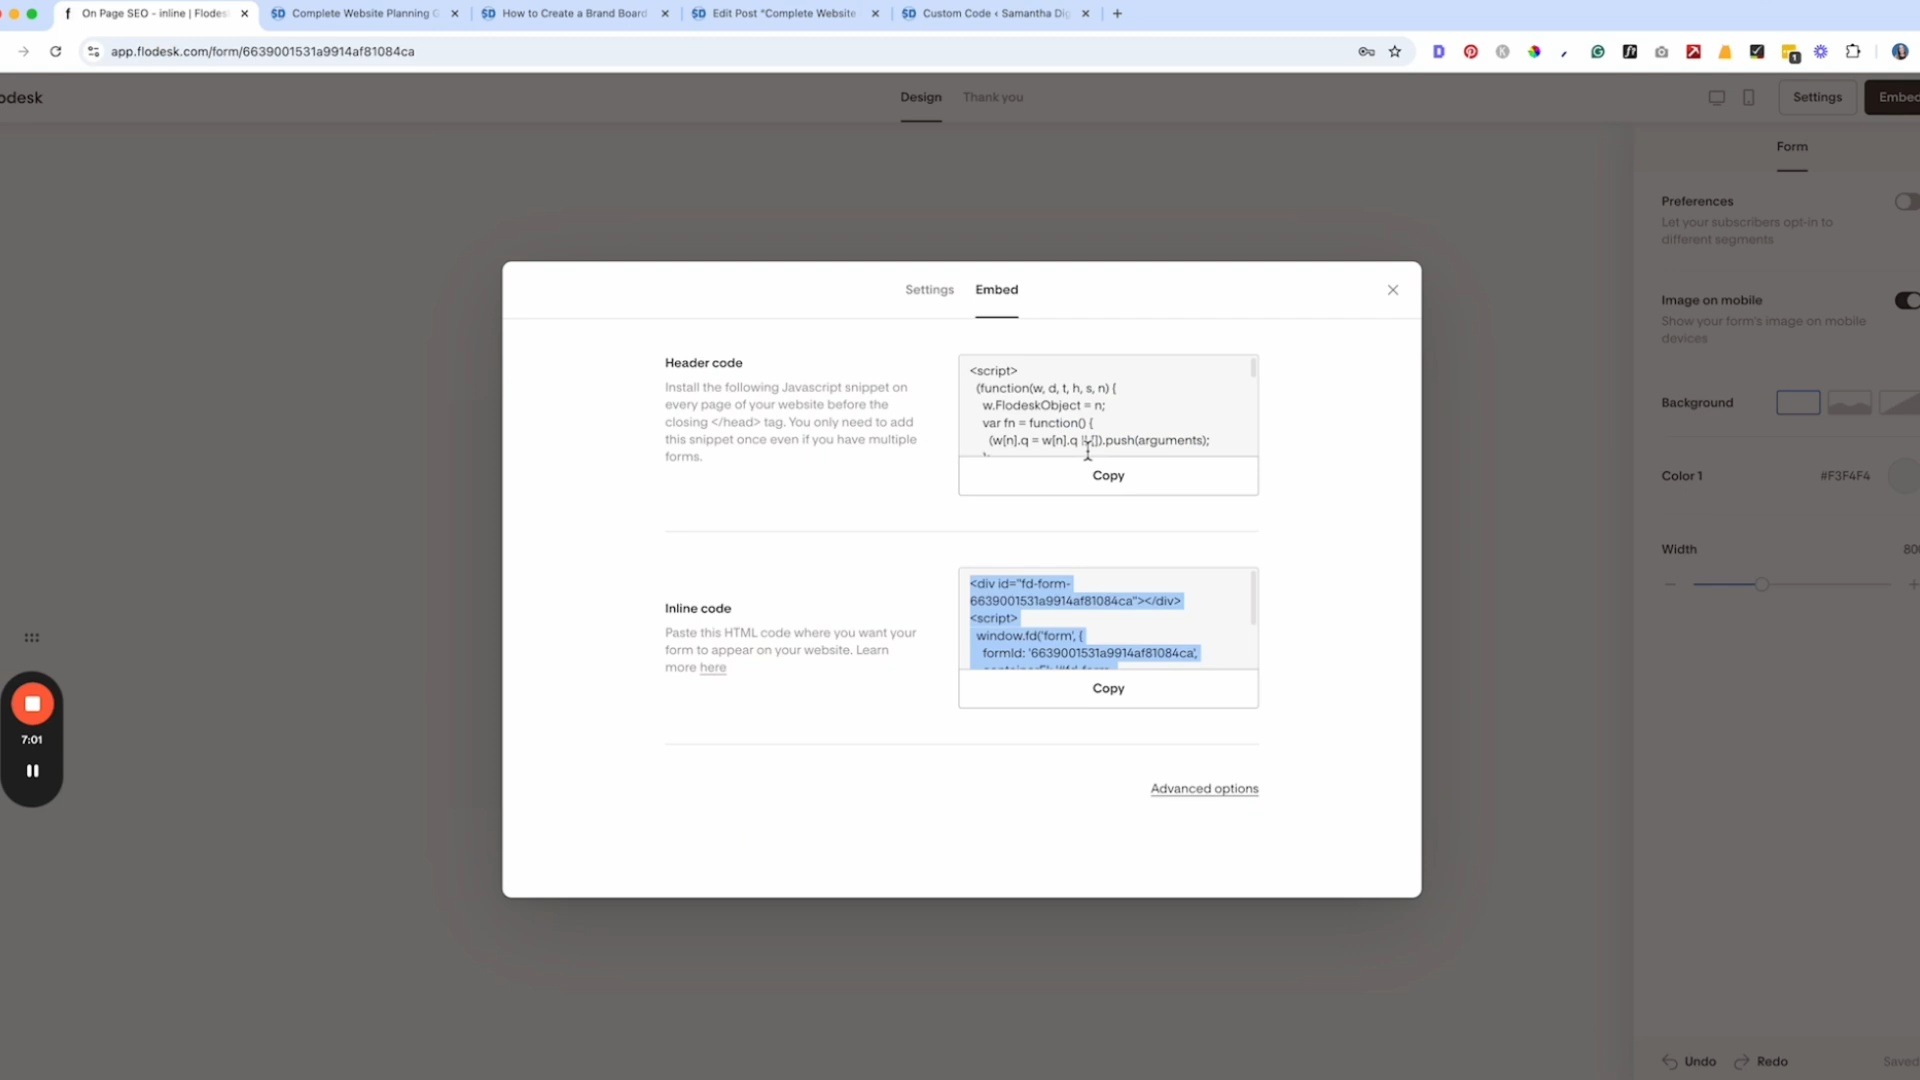 On Page SEO - inline | Flodes
Complete Website Planning G
How to Create a Brand Board
Edit Post "Complete Website
Custom Code ‹ Samantha Dig
app.flodesk.com/form/6639001531a9914af81084ca
1
odesk
Design
Thank you
Settings
Embed
Form
Preferences
Let your subscribers opt-in to
different segments
Image on mobile
Show your form's image on mobile
devices
Background
Color 1
#F3F4F4
Width
800
Settings
Embed
Header code
Install the following Javascript snippet on
every page of your website before the
closing </head> tag. You only need to add
this snippet once even if you have multiple
forms.
<script>
(function(w, d, t, h, s, n) {
w.FlodeskObject = n;
var fn = function() {
(w[n].q = w[n].q || []).push(arguments);
Copy
Inline code
Paste this HTML code where you want your
form to appear on your website. Learn
more here
<div id="fd-form-
6639001531a9914af81084ca"></div>
<script>
window.fd('form', {
formId: '6639001531a9914af81084ca',
Copy
Advanced options
7:01
Undo
Redo
Saved